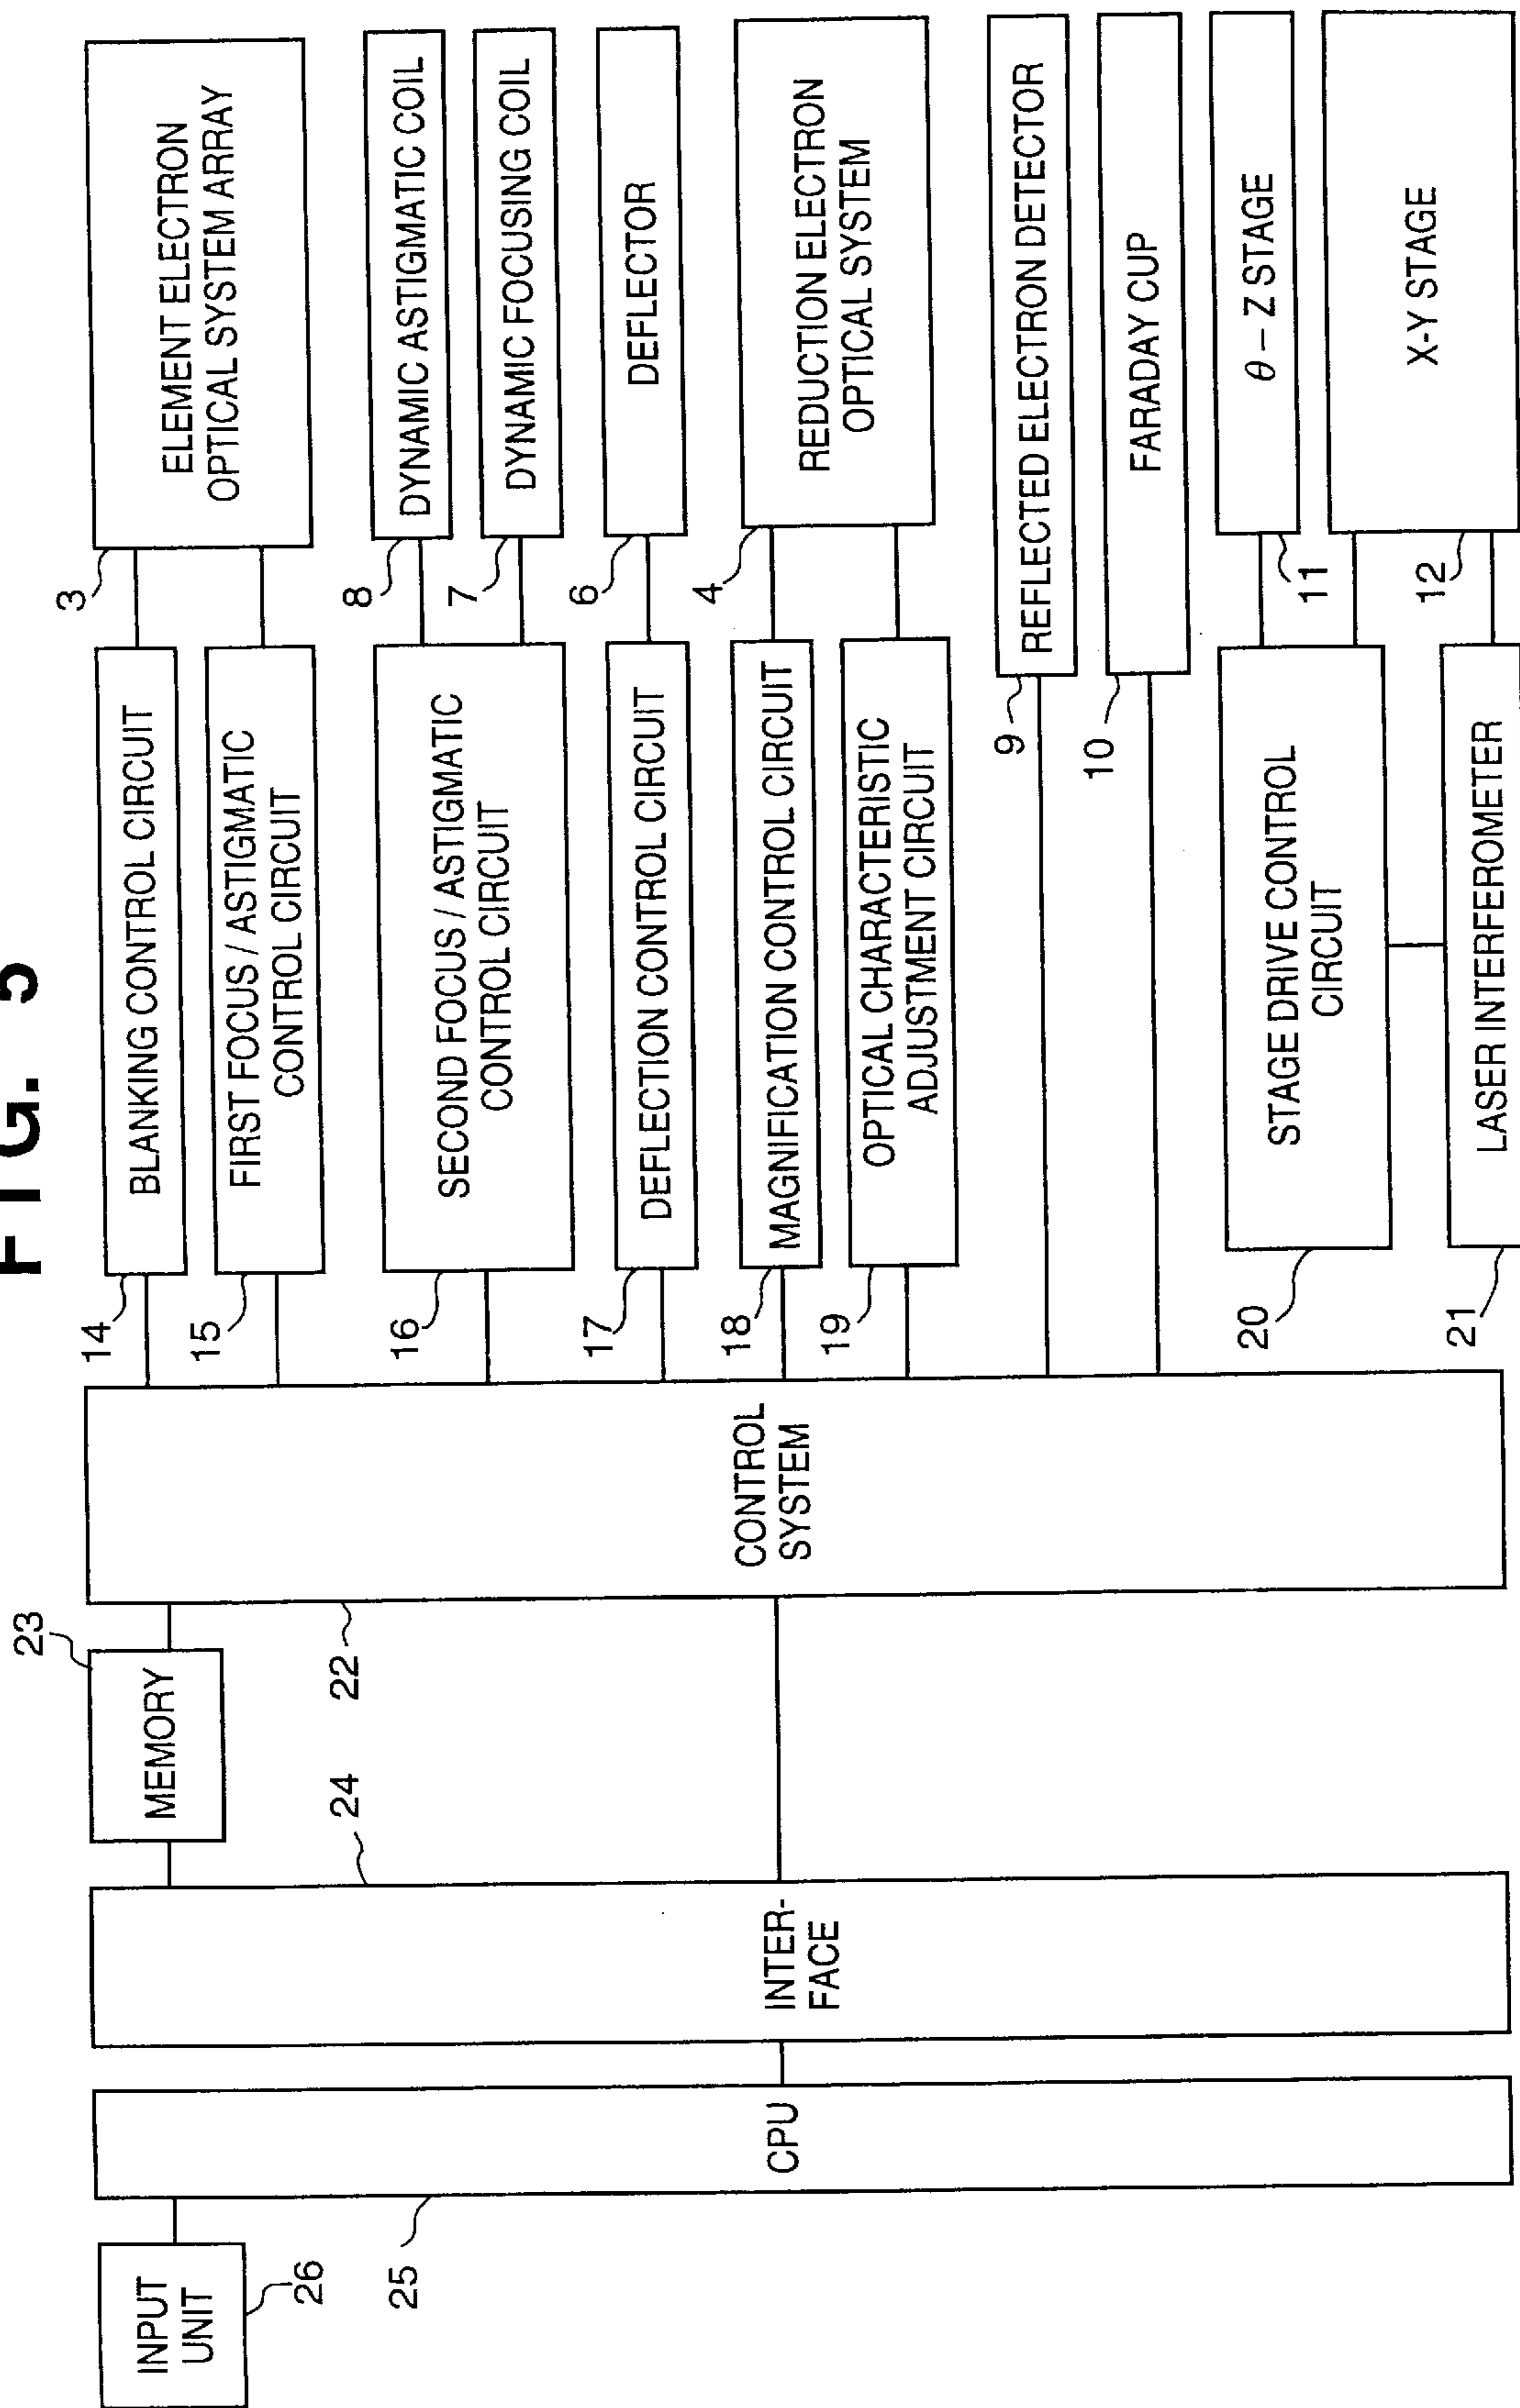 FIG. 5
INPUT
UNIT
26
25
CPU
INTER-
FACE
24
MEMORY
23
22
CONTROL
SYSTEM
14
BLANKING CONTROL CIRCUIT
15
FIRST FOCUS / ASTIGMATIC
CONTROL CIRCUIT
16
SECOND FOCUS / ASTIGMATIC
CONTROL CIRCUIT
17
DEFLECTION CONTROL CIRCUIT
18
MAGNIFICATION CONTROL CIRCUIT
19
OPTICAL CHARACTERISTIC
ADJUSTMENT CIRCUIT
20
STAGE DRIVE CONTROL
CIRCUIT
21
LASER INTERFEROMETER
3
ELEMENT ELECTRON
OPTICAL SYSTEM ARRAY
8
DYNAMIC ASTIGMATIC COIL
7
DYNAMIC FOCUSING COIL
6
DEFLECTOR
4
REDUCTION ELECTRON
OPTICAL SYSTEM
9
REFLECTED ELECTRON DETECTOR
10
FARADAY CUP
11
θ – Z STAGE
12
X-Y STAGE